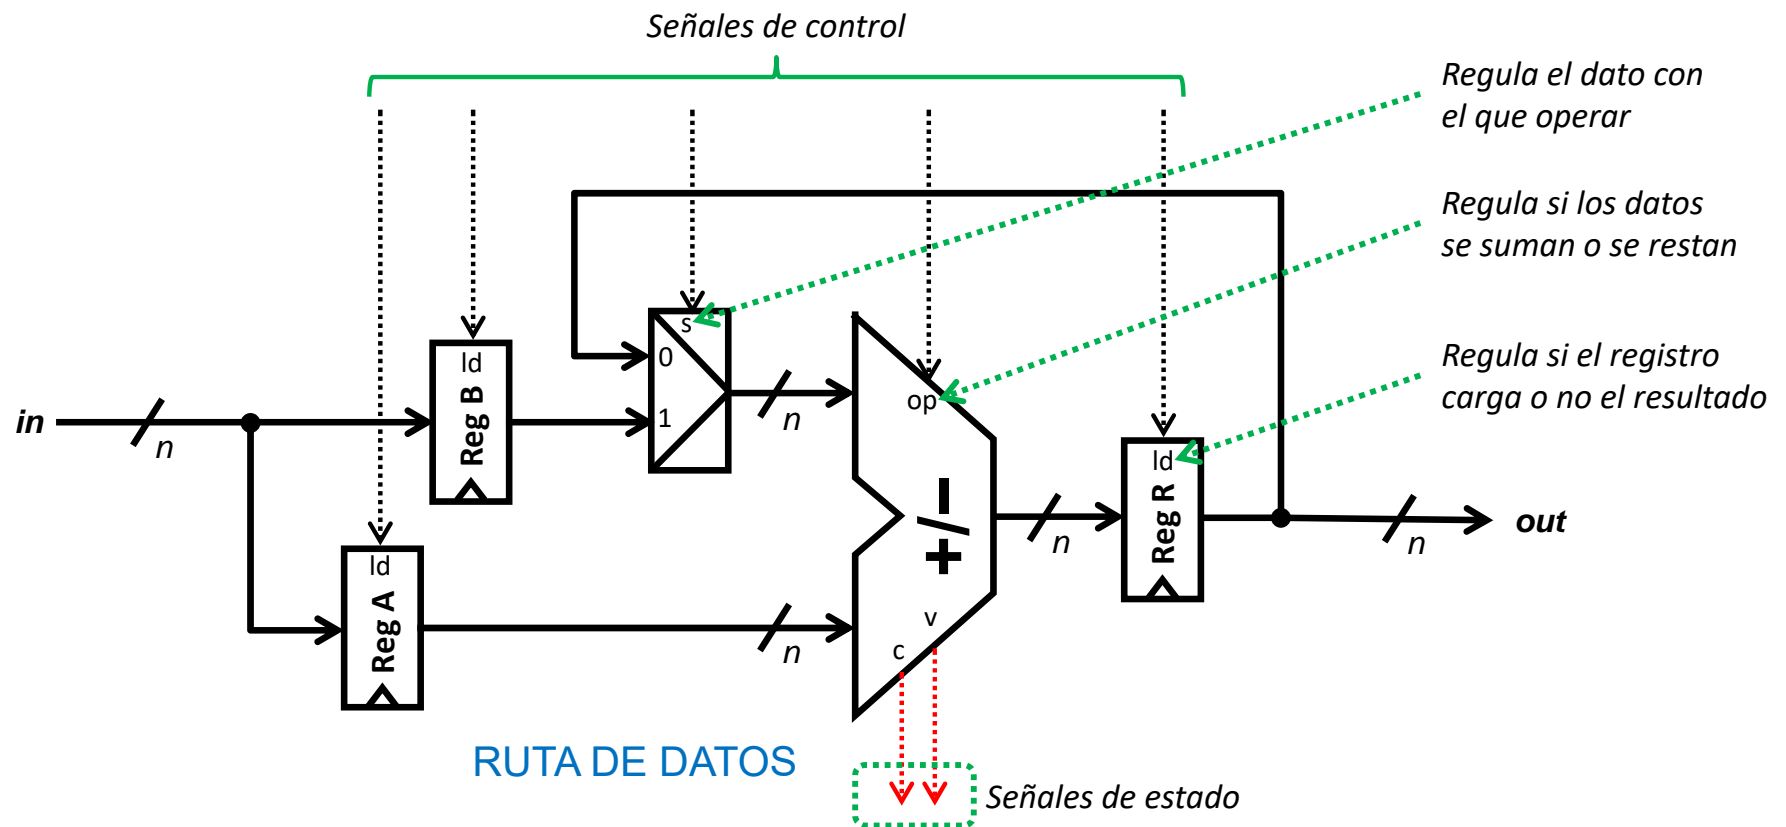 Señales de control
Regula el dato con
el que operar
Regula si los datos
se suman o se restan
Regula si el registro
carga o no el resultado
s
0
1
ld
Reg B
n
op
ld
Reg R
in
n
+/−
n
n
out
ld
Reg A
n
v
c
RUTA DE DATOS
Señales de estado